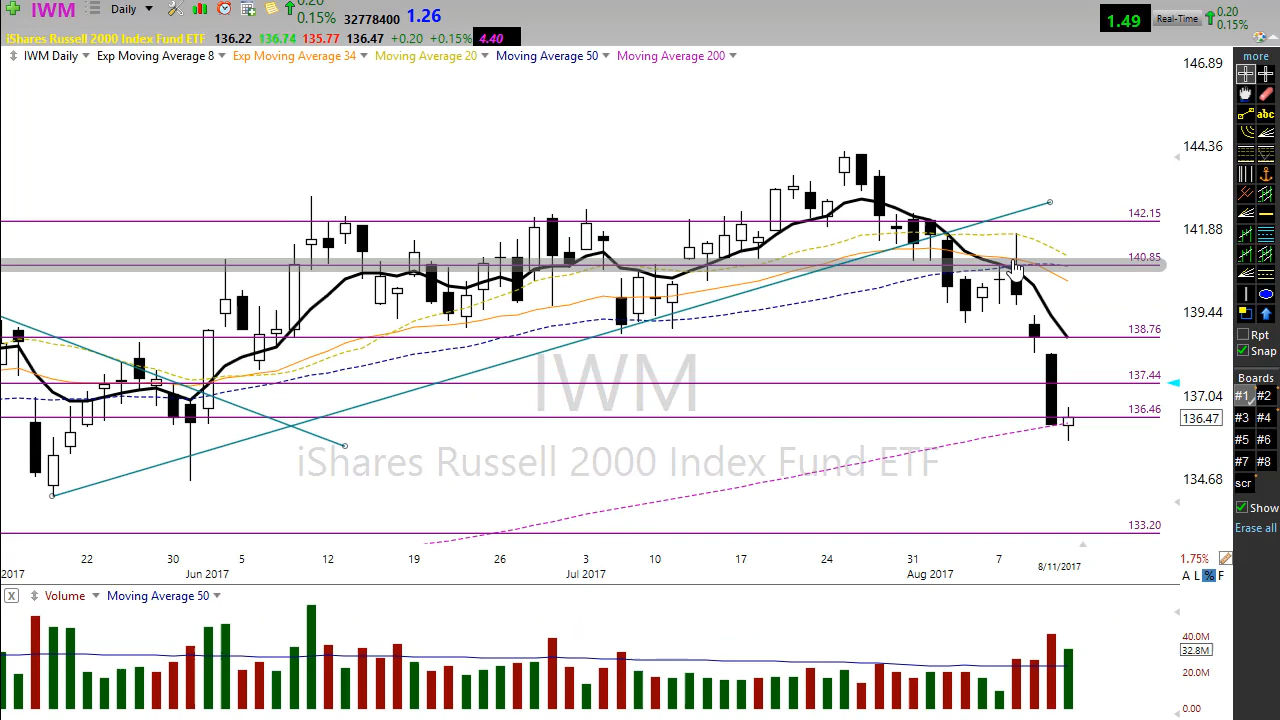 IWM Daily 0.20 0.15% 32778400 1.26 1.49 Real-Time 0.20 0.15%
iShares Russell 2000 Index Fund ETF 136.22 136.74 135.77 136.47 +0.20 +0.15% 4.40
IWM Daily Exp Moving Average 8 Exp Moving Average 34 Moving Average 20 Moving Average 50 Moving Average 200 more
146.89
abc
144.36
142.15
141.88
140.85
139.44
138.76
Rpt
Snap
137.44
Boards
137.04
#1 #2
136.46
136.47
#3 #4
#5 #6
IWM
iShares Russell 2000 Index Fund ETF
#7 #8
134.68
scr
Show
133.20
Erase all
22 30 5 12 19 26 3 10 17 24 31 7 8/11/2017 1.75%
2017 Jun 2017 Jul 2017 Aug 2017 A L % F
X Volume Moving Average 50
40.0M
32.8M
20.0M
0.00